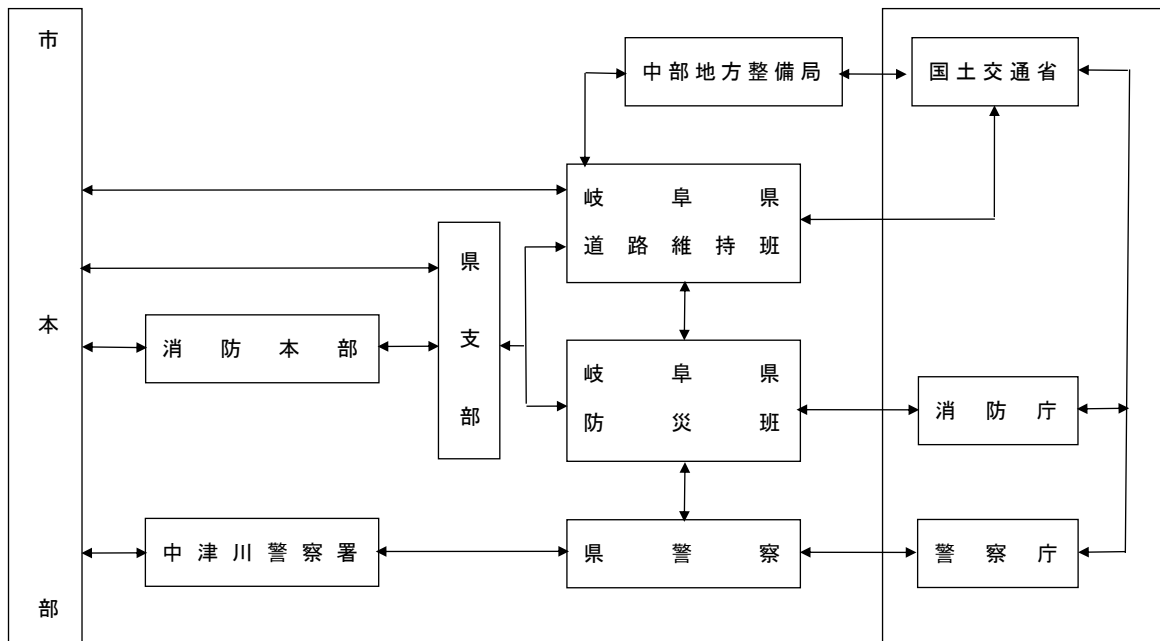 市本部
中部地方整備局
国土交通省
岐阜県
道路維持班
県支部
消防本部
岐阜県
防災班
消防庁
中津川警察署
県警察
警察庁